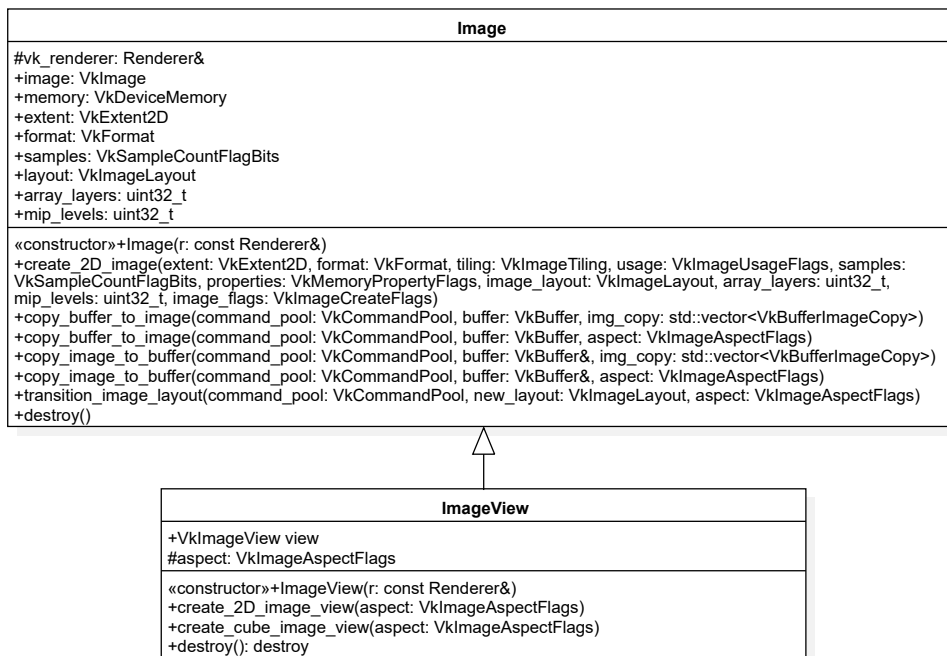 Image
#vk_renderer: Renderer&
+image: VkImage
+memory: VkDeviceMemory
+extent: VkExtent2D
+format: VkFormat
+samples: VkSampleCountFlagBits
+layout: VkImageLayout
+array_layers: uint32_t
+mip_levels: uint32_t
«constructor»+Image(r: const Renderer&)
+create_2D_image(extent: VkExtent2D, format: VkFormat, tiling: VkImageTiling, usage: VkImageUsageFlags, samples:
VkSampleCountFlagBits, properties: VkMemoryPropertyFlags, image_layout: VkImageLayout, array_layers: uint32_t,
mip_levels: uint32_t, image_flags: VkImageCreateFlags)
+copy_buffer_to_image(command_pool: VkCommandPool, buffer: VkBuffer, img_copy: std::vector<VkBufferImageCopy>)
+copy_buffer_to_image(command_pool: VkCommandPool, buffer: VkBuffer, aspect: VkImageAspectFlags)
+copy_image_to_buffer(command_pool: VkCommandPool, buffer: VkBuffer&, img_copy: std::vector<VkBufferImageCopy>)
+copy_image_to_buffer(command_pool: VkCommandPool, buffer: VkBuffer&, aspect: VkImageAspectFlags)
+transition_image_layout(command_pool: VkCommandPool, new_layout: VkImageLayout, aspect: VkImageAspectFlags)
+destroy()
ImageView
+VkImageView view
#aspect: VkImageAspectFlags
«constructor»+ImageView(r: const Renderer&)
+create_2D_image_view(aspect: VkImageAspectFlags)
+create_cube_image_view(aspect: VkImageAspectFlags)
+destroy(): destroy